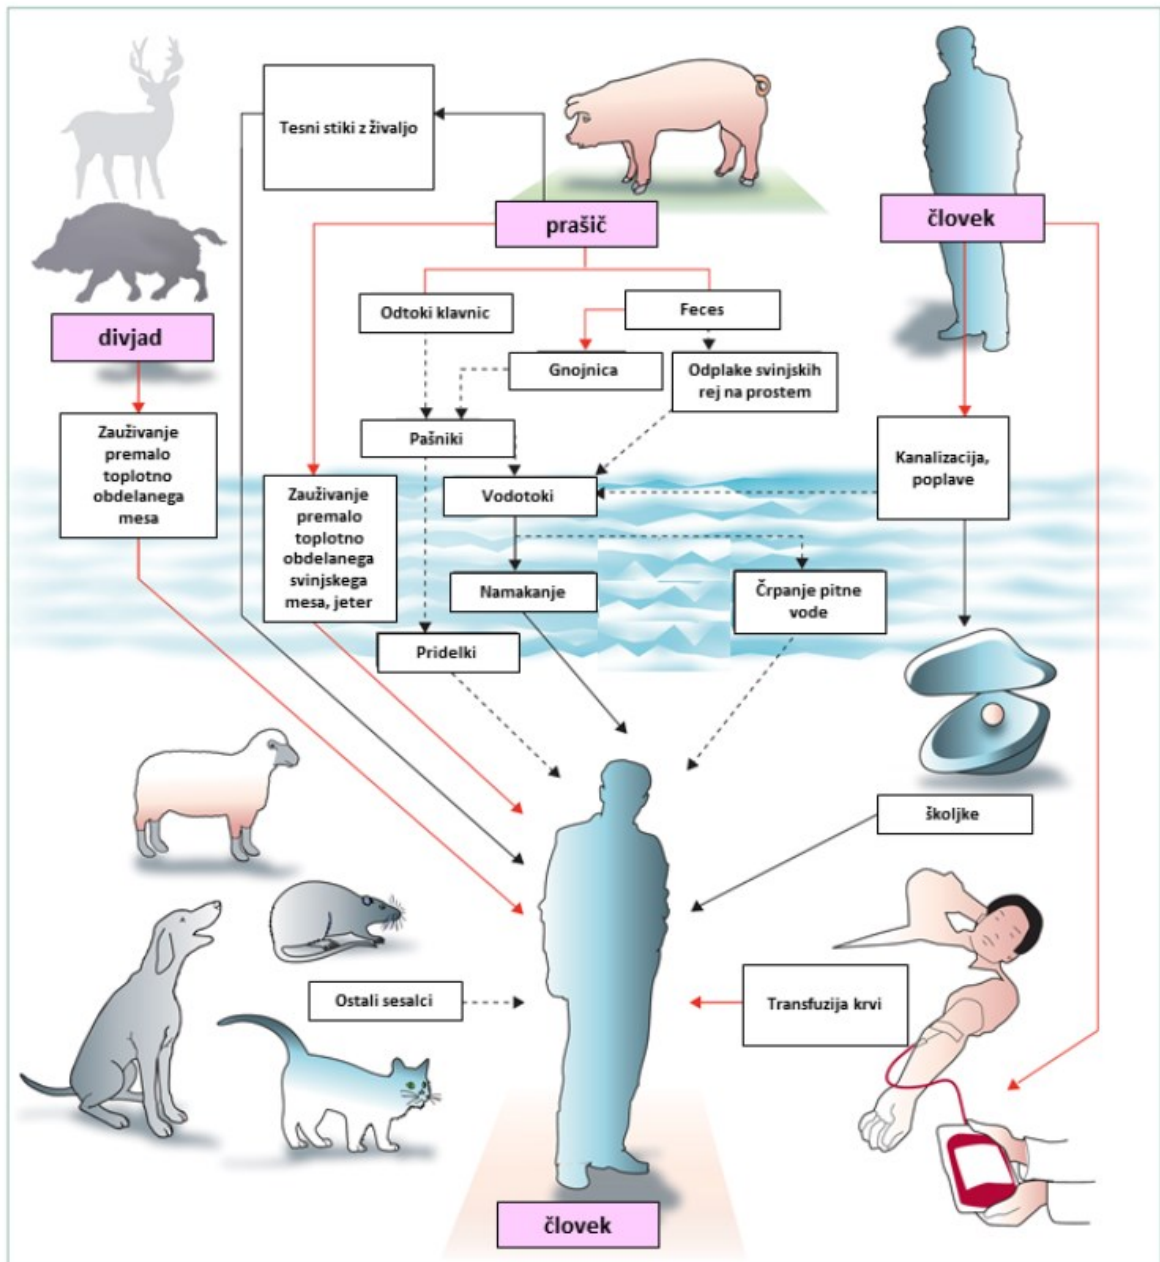 Tesni stiki z živaljo
prašič
človek
divjad
Odtoki klavnic
Feces
Gnojnica
Odplake svinjskih
rej na prostem
Pašniki
Zauživanje
premalo
toplotno
obdelanega
mesa
Zauživanje
premalo
toplotno
obdelanega
svinjskega
mesa, jeter
Vodotoki
Kanalizacija,
poplave
Namakanje
Črpanje pitne
vode
Pridelki
školjke
Ostali sesalci
Transfuzija krvi
človek